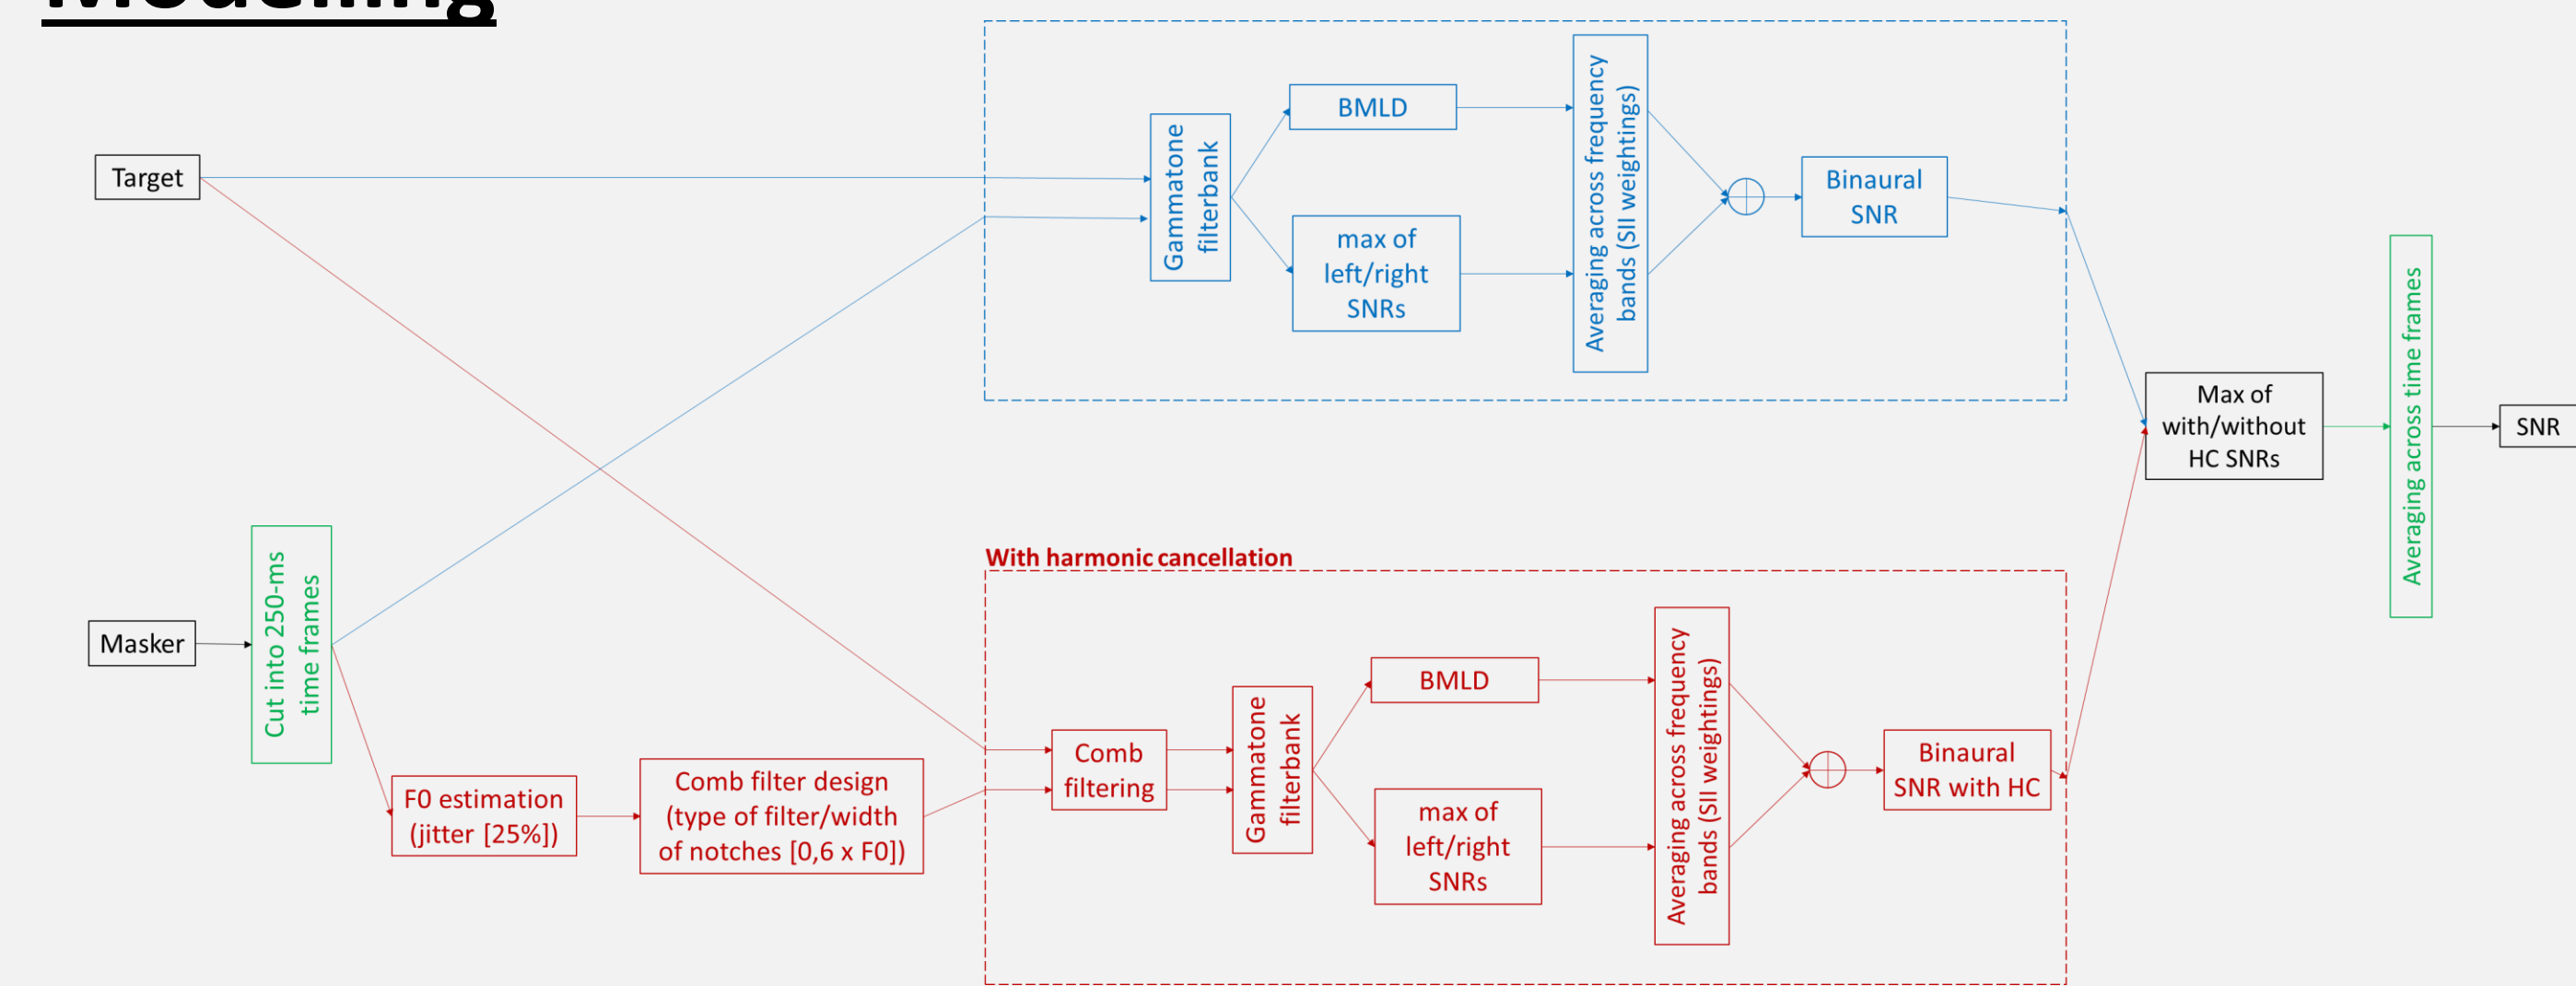 Modelling
Target
Gammatone
filterbank
BMLD
max of
left/right
SNRs
Averaging across frequency
bands (SII weightings)
Binaural
SNR
Masker
Cut into 250-ms
time frames
F0 estimation
(jitter [25%])
Comb filter design
(type of filter/width
of notches [0,6 x F0])
With harmonic cancellation
Comb
filtering
Gammatone
filterbank
BMLD
max of
left/right
SNRs
Averaging across frequency
bands (SII weightings)
Binaural
SNR with HC
Max of
with/without
HC SNRs
Averaging across time frames
SNR